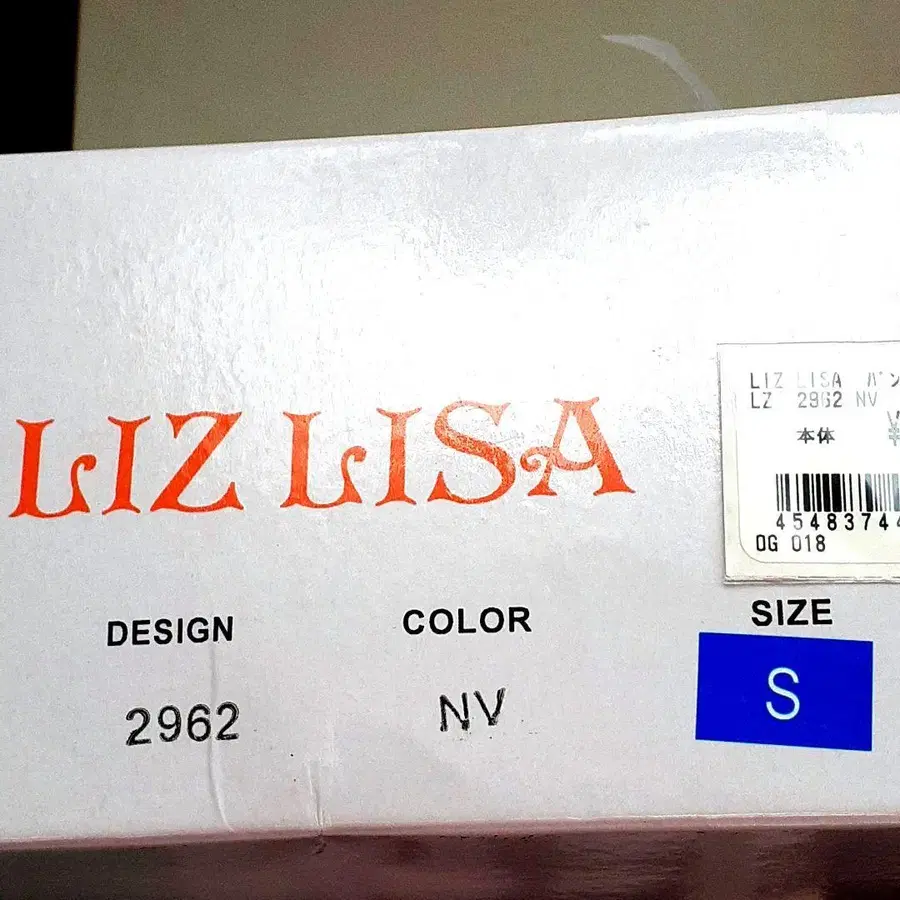 LIZ LISA
LIZ LISA パン
LZ 2962 NV
本体 ¥
45483744
OG 018
DESIGN
COLOR
SIZE
2962
NV
S